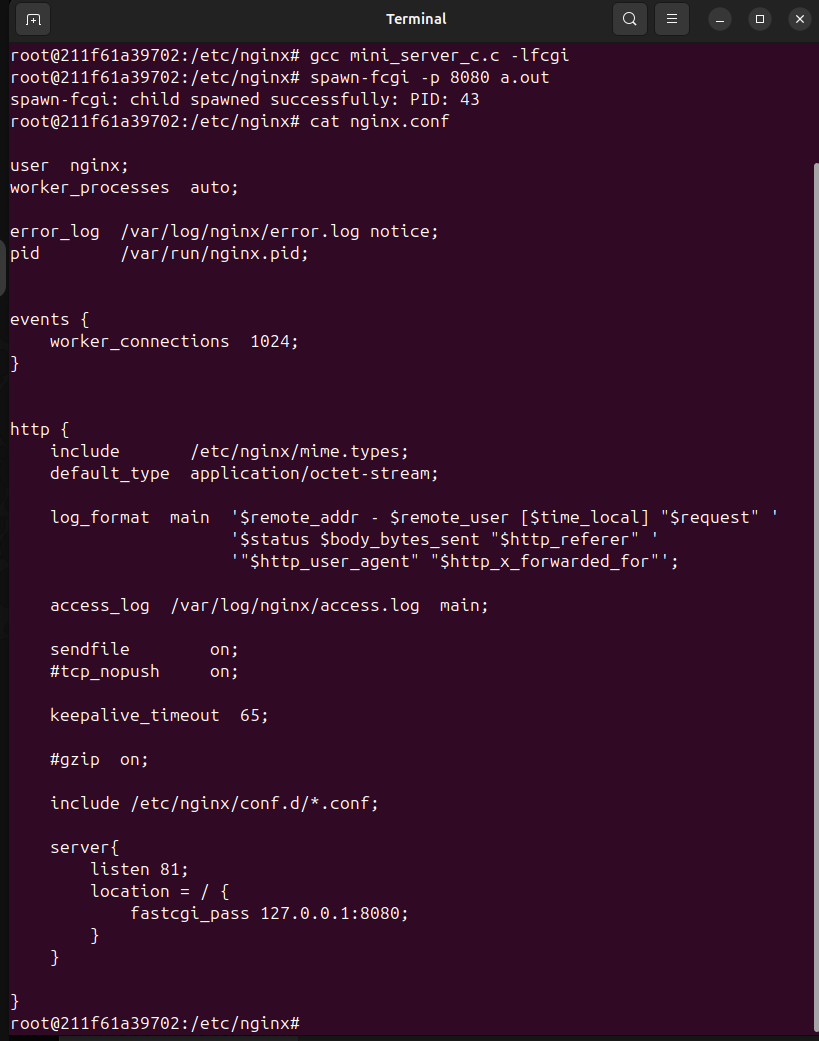 Terminal
root@211f61a39702:/etc/nginx# gcc mini_server_c.c -lfcgi
root@211f61a39702:/etc/nginx# spawn-fcgi -p 8080 a.out
spawn-fcgi: child spawned successfully: PID: 43
root@211f61a39702:/etc/nginx# cat nginx.conf

user  nginx;
worker_processes  auto;

error_log  /var/log/nginx/error.log notice;
pid        /var/run/nginx.pid;


events {
    worker_connections  1024;
}


http {
    include       /etc/nginx/mime.types;
    default_type  application/octet-stream;

    log_format  main  '$remote_addr - $remote_user [$time_local] "$request" '
                      '$status $body_bytes_sent "$http_referer" '
                      '"$http_user_agent" "$http_x_forwarded_for"';

    access_log  /var/log/nginx/access.log  main;

    sendfile        on;
    #tcp_nopush     on;

    keepalive_timeout  65;

    #gzip  on;

    include /etc/nginx/conf.d/*.conf;

    server{
        listen 81;
        location = / {
            fastcgi_pass 127.0.0.1:8080;
        }
    }

}
root@211f61a39702:/etc/nginx#